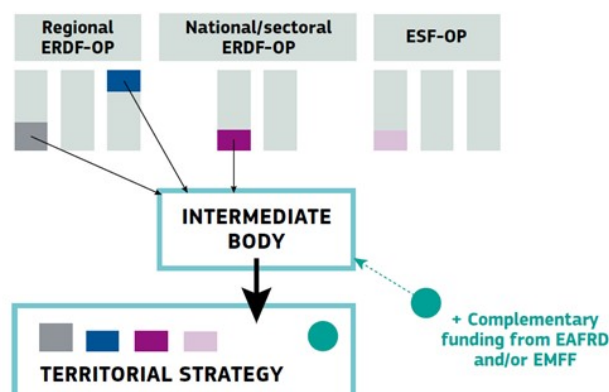 Regional
ERDF-OP
National/sectoral
ERDF-OP
ESF-OP
INTERMEDIATE
BODY
+ Complementary
funding from EAFRD
and/or EMFF
TERRITORIAL STRATEGY